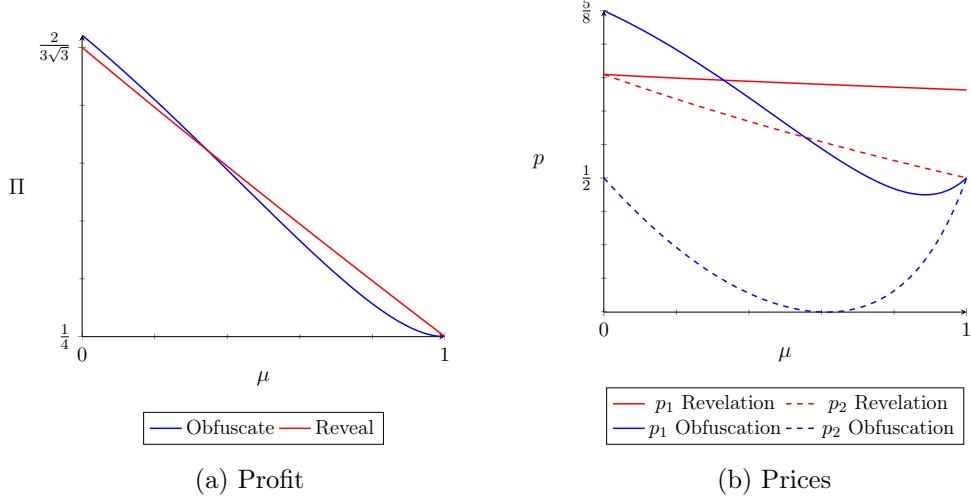 2/(3√3)
Π
1/4
0
1
μ
Obfuscate Reveal
(a) Profit
5/8
p
1/2
0
1
μ
p₁ Revelation p₂ Revelation
p₁ Obfuscation p₂ Obfuscation
(b) Prices